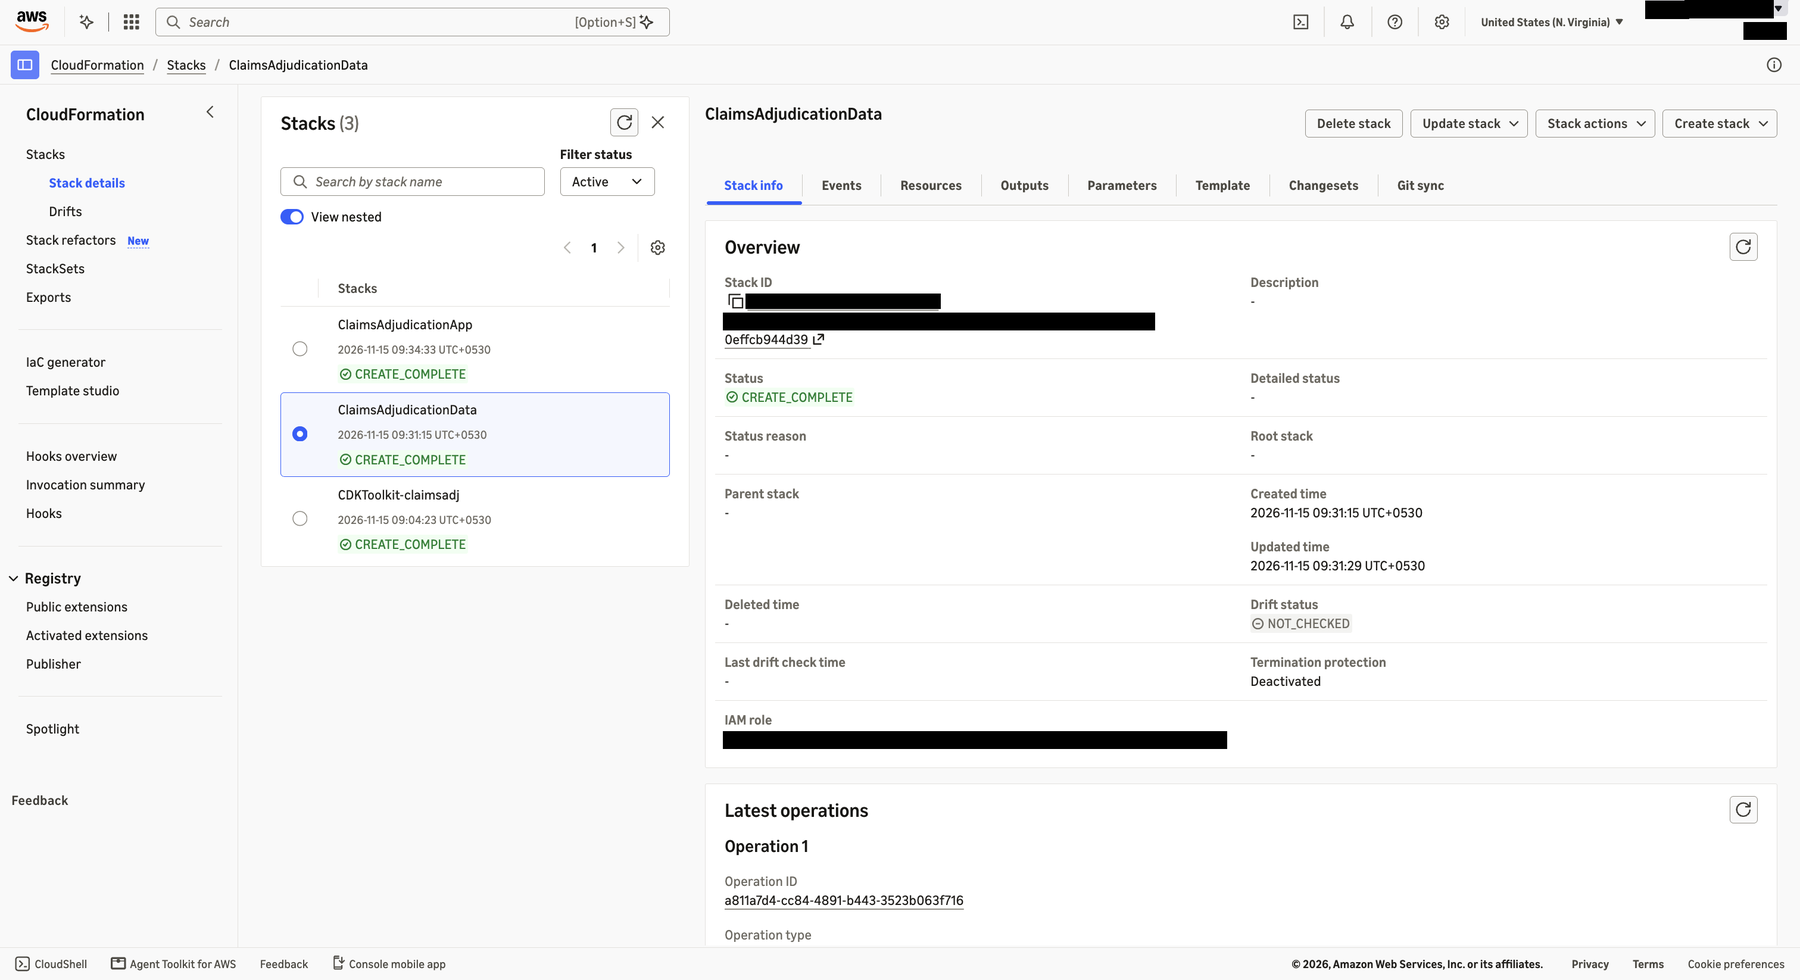 aws
Search
[Option+S]
United States (N. Virginia)
CloudFormation / Stacks / ClaimsAdjudicationData
CloudFormation
Stacks
Stack details
Drifts
Stack refactors New
StackSets
Exports
IaC generator
Template studio
Hooks overview
Invocation summary
Hooks
Registry
Public extensions
Activated extensions
Publisher
Spotlight
Feedback
Stacks (3)
Filter status
Search by stack name
Active
View nested
1
Stacks
ClaimsAdjudicationApp
2026-11-15 09:34:33 UTC+0530
CREATE_COMPLETE
ClaimsAdjudicationData
2026-11-15 09:31:15 UTC+0530
CREATE_COMPLETE
CDKToolkit-claimsadj
2026-11-15 09:04:23 UTC+0530
CREATE_COMPLETE
ClaimsAdjudicationData
Delete stack
Update stack
Stack actions
Create stack
Stack info
Events
Resources
Outputs
Parameters
Template
Changesets
Git sync
Overview
Stack ID
0effcb944d39
Description
-
Status
CREATE_COMPLETE
Detailed status
-
Status reason
-
Root stack
-
Parent stack
-
Created time
2026-11-15 09:31:15 UTC+0530
Updated time
2026-11-15 09:31:29 UTC+0530
Deleted time
-
Drift status
NOT_CHECKED
Last drift check time
-
Termination protection
Deactivated
IAM role
Latest operations
Operation 1
Operation ID
a811a7d4-cc84-4891-b443-3523b063f716
Operation type
CloudShell
Agent Toolkit for AWS
Feedback
Console mobile app
© 2026, Amazon Web Services, Inc. or its affiliates.
Privacy
Terms
Cookie preferences